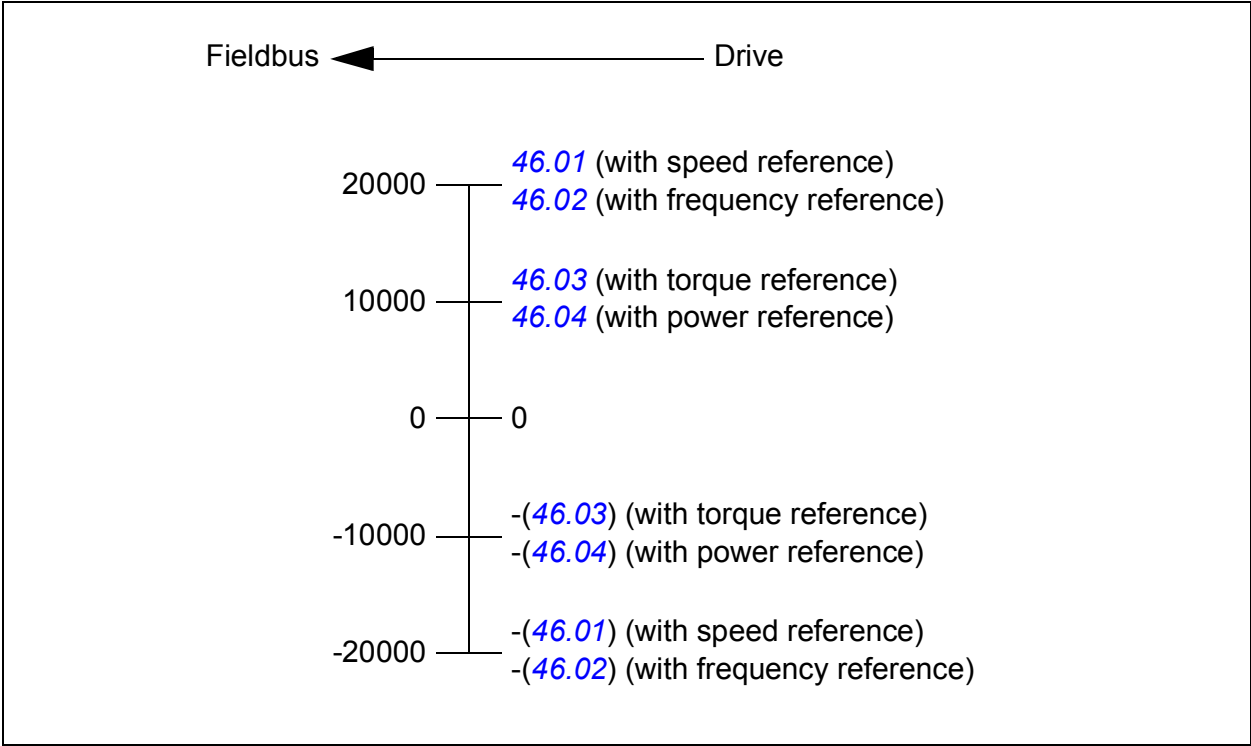 Fieldbus Drive
46.01 (with speed reference)
20000
46.02 (with frequency reference)
46.03 (with torque reference)
10000
46.04 (with power reference)
0 0
-(46.03) (with torque reference)
-10000
-(46.04) (with power reference)
-(46.01) (with speed reference)
-20000
-(46.02) (with frequency reference)